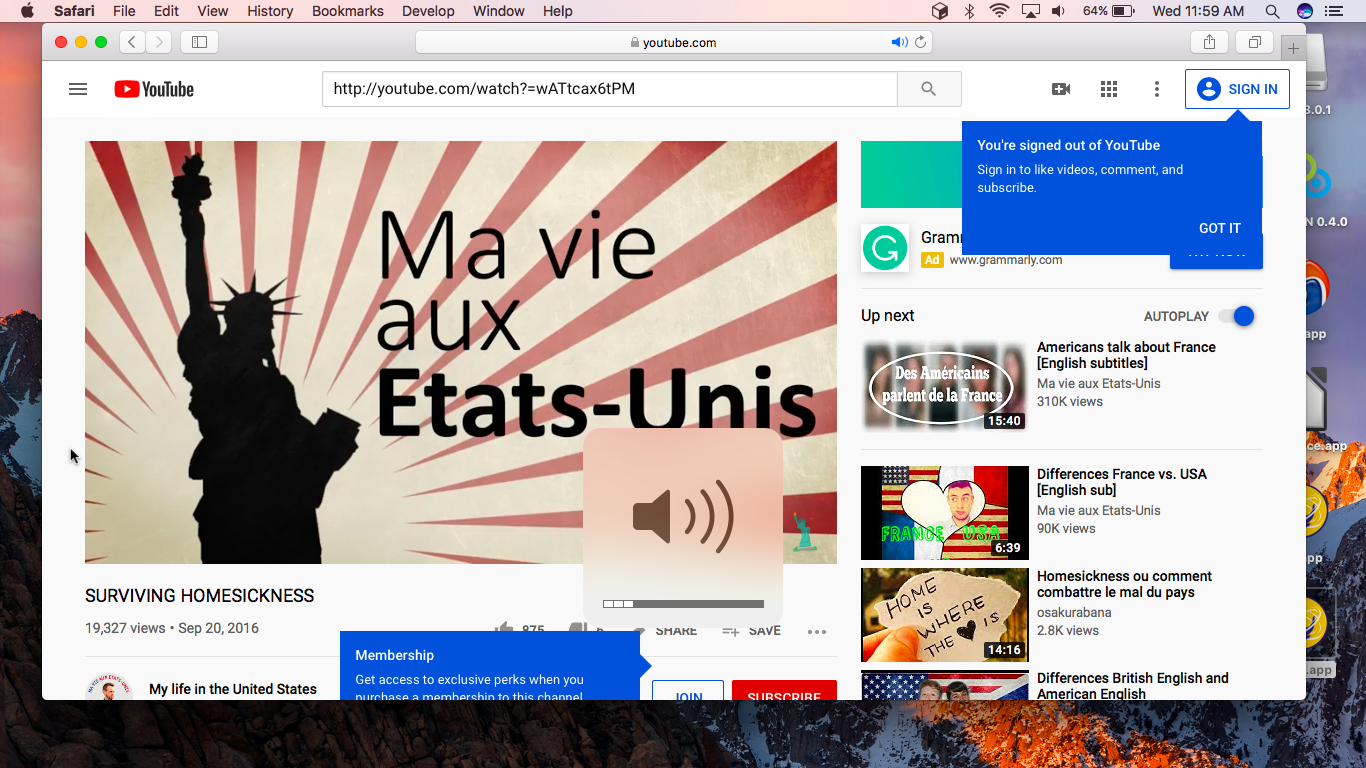 Safari File Edit View History Bookmarks Develop Window Help
64% Wed 11:59 AM
youtube.com
YouTube
http://youtube.com/watch?=wATtcax6tPM
SIGN IN
You're signed out of YouTube
Sign in to like videos, comment, and
subscribe.
GOT IT
Ad www.grammarly.com
Ma vie
aux
Etats-Unis
SURVIVING HOMESICKNESS
19,327 views • Sep 20, 2016
875
SHARE
SAVE
Membership
Get access to exclusive perks when you
purchase a membership to this channel
My life in the United States
JOIN
SUBSCRIBE
Up next
AUTOPLAY
Des Américains
parlent de la France
15:40
Americans talk about France
[English subtitles]
Ma vie aux Etats-Unis
310K views
FRANCE USA
6:39
Differences France vs. USA
[English sub]
Ma vie aux Etats-Unis
90K views
HOME
IS
WHERE
THE
IS
14:16
Homesickness ou comment
combattre le mal du pays
osakurabana
2.8K views
Differences British English and
American English
3.0.1
N 0.4.0
app
ce.app
pp
.app